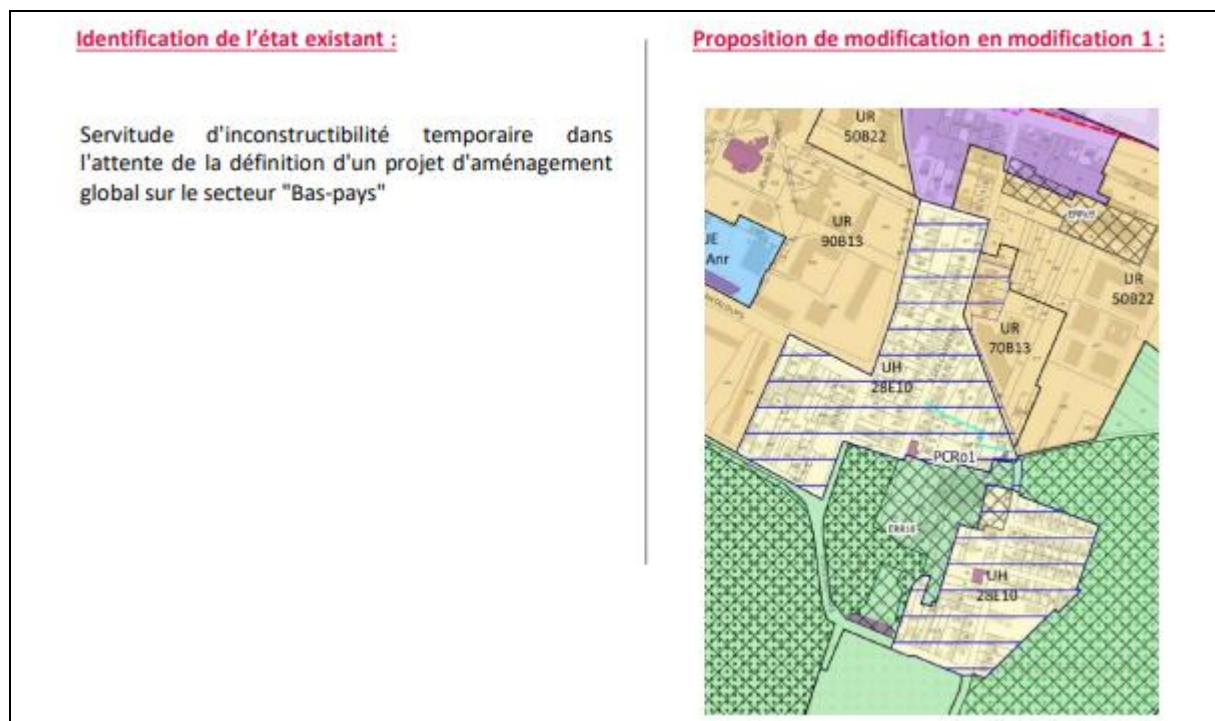 Identification de l'état existant :
Servitude d'inconstructibilité temporaire dans
l'attente de la définition d'un projet d'aménagement
global sur le secteur "Bas-pays"
Proposition de modification en modification 1 :
UR
50B22
UR
90B13
UE
Anr
UR
50B22
UR
70B13
UH
28E10
PCR01
UH
28E10